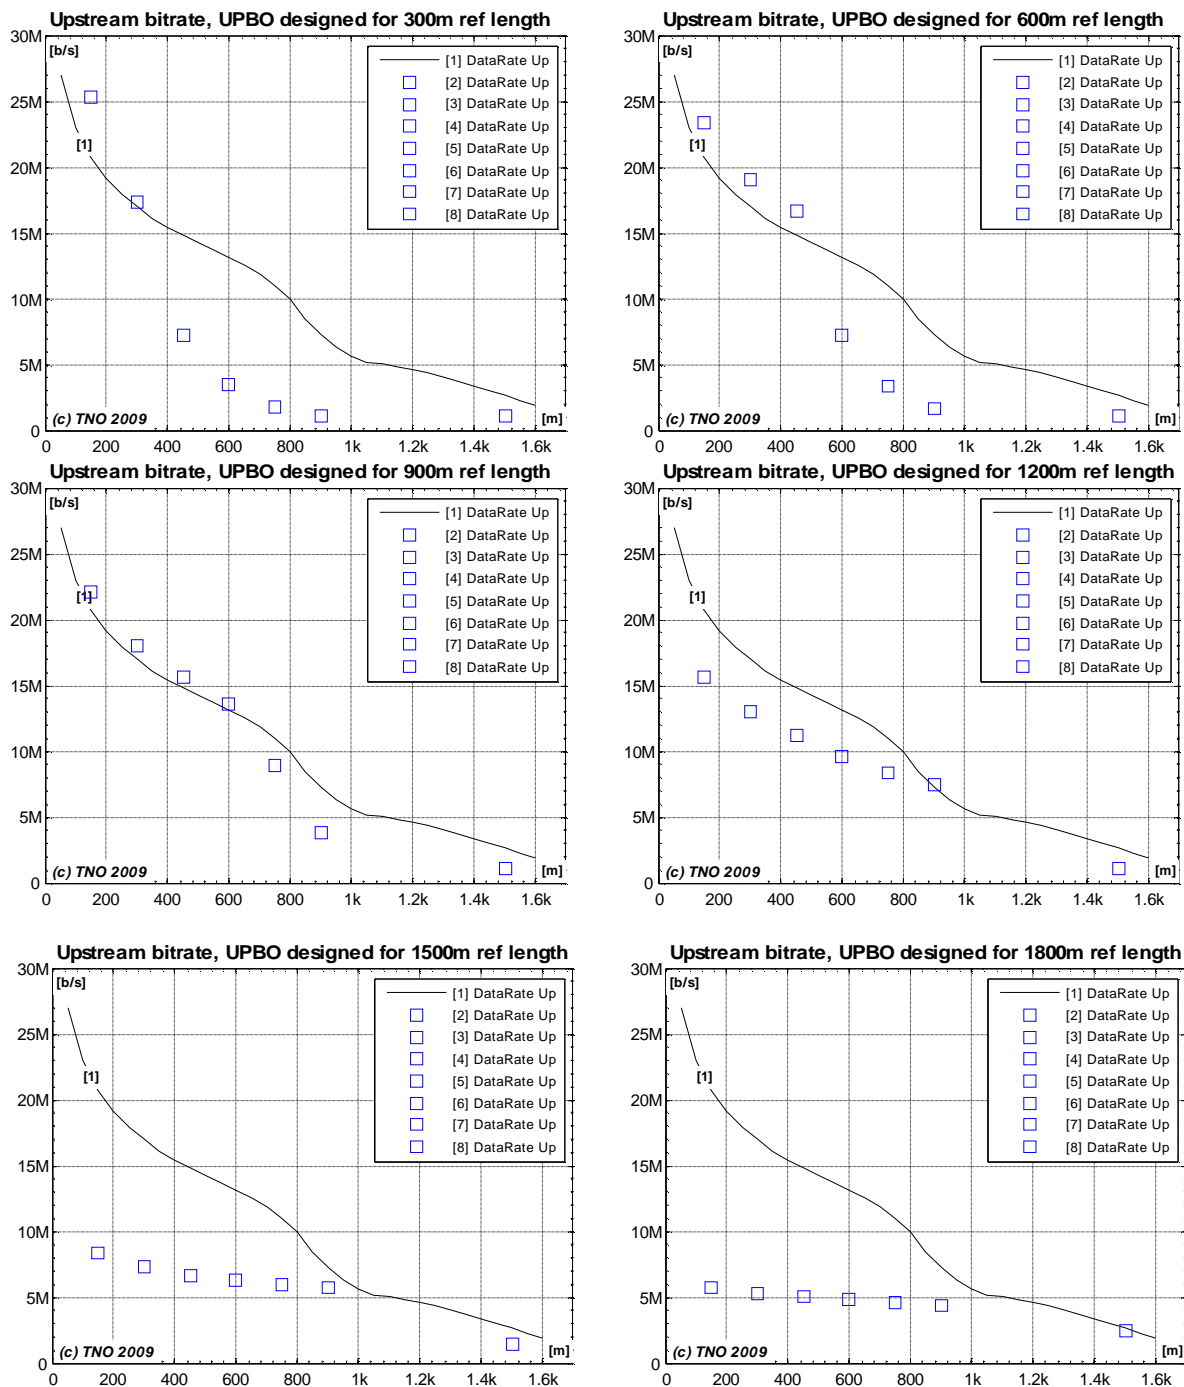 Upstream bitrate, UPBO designed for 300m ref length
30M
[b/s]
[1] DataRate Up
[2] DataRate Up
[3] DataRate Up
[4] DataRate Up
[5] DataRate Up
[6] DataRate Up
[7] DataRate Up
[8] DataRate Up
25M
[1]
20M
15M
10M
5M
(c) TNO 2009
[m]
0
0 200 400 600 800 1k 1.2k 1.4k 1.6k
Upstream bitrate, UPBO designed for 600m ref length
30M
[b/s]
[1] DataRate Up
[2] DataRate Up
[3] DataRate Up
[4] DataRate Up
[5] DataRate Up
[6] DataRate Up
[7] DataRate Up
[8] DataRate Up
25M
[1]
20M
15M
10M
5M
(c) TNO 2009
[m]
0
0 200 400 600 800 1k 1.2k 1.4k 1.6k
Upstream bitrate, UPBO designed for 900m ref length
30M
[b/s]
[1] DataRate Up
[2] DataRate Up
[3] DataRate Up
[4] DataRate Up
[5] DataRate Up
[6] DataRate Up
[7] DataRate Up
[8] DataRate Up
25M
[1]
20M
15M
10M
5M
(c) TNO 2009
[m]
0
0 200 400 600 800 1k 1.2k 1.4k 1.6k
Upstream bitrate, UPBO designed for 1200m ref length
30M
[b/s]
[1] DataRate Up
[2] DataRate Up
[3] DataRate Up
[4] DataRate Up
[5] DataRate Up
[6] DataRate Up
[7] DataRate Up
[8] DataRate Up
25M
[1]
20M
15M
10M
5M
(c) TNO 2009
[m]
0
0 200 400 600 800 1k 1.2k 1.4k 1.6k
Upstream bitrate, UPBO designed for 1500m ref length
30M
[b/s]
[1] DataRate Up
[2] DataRate Up
[3] DataRate Up
[4] DataRate Up
[5] DataRate Up
[6] DataRate Up
[7] DataRate Up
[8] DataRate Up
25M
[1]
20M
15M
10M
5M
(c) TNO 2009
[m]
0
0 200 400 600 800 1k 1.2k 1.4k 1.6k
Upstream bitrate, UPBO designed for 1800m ref length
30M
[b/s]
[1] DataRate Up
[2] DataRate Up
[3] DataRate Up
[4] DataRate Up
[5] DataRate Up
[6] DataRate Up
[7] DataRate Up
[8] DataRate Up
25M
[1]
20M
15M
10M
5M
(c) TNO 2009
[m]
0
0 200 400 600 800 1k 1.2k 1.4k 1.6k